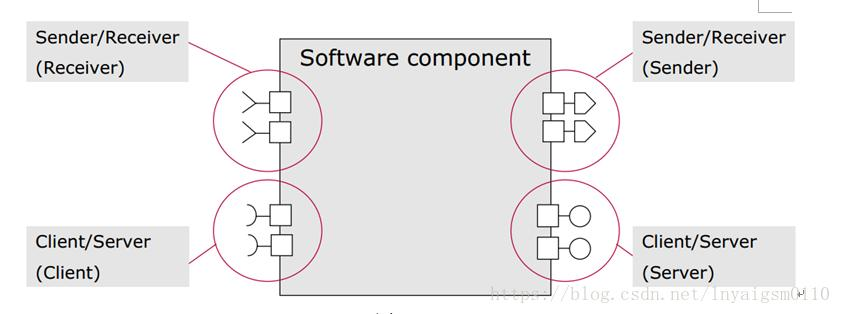 Sender/Receiver
(Receiver)
Software component
Sender/Receiver
(Sender)
Client/Server
(Client)
Client/Server
(Server)
https://blog.csdn.net/lnyaigsm0110